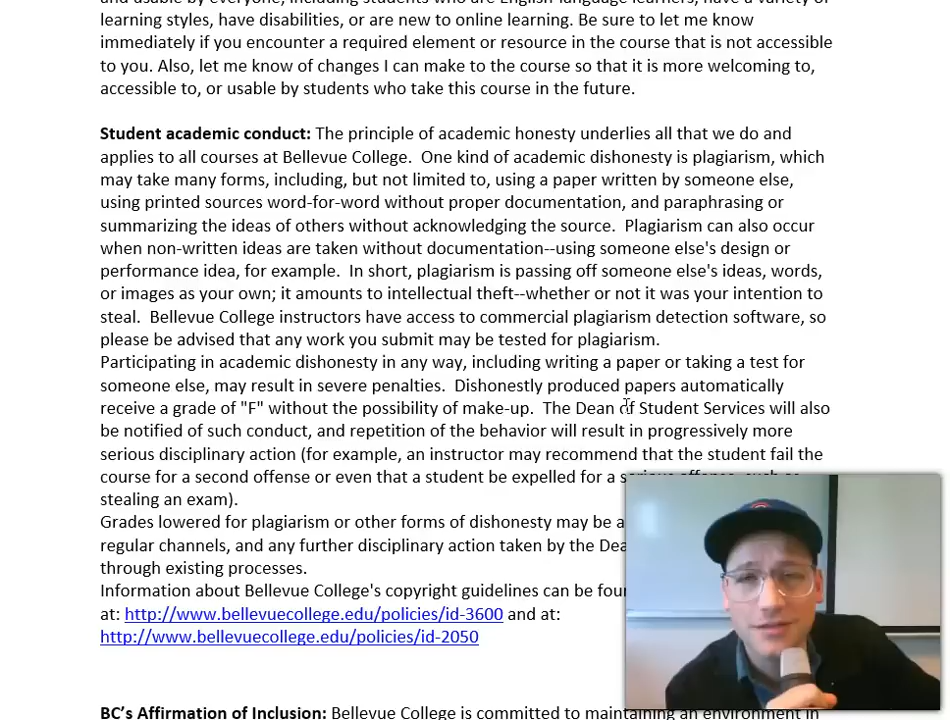 and usable by everyone, including students who are English-language learners, have a variety of
learning styles, have disabilities, or are new to online learning. Be sure to let me know
immediately if you encounter a required element or resource in the course that is not accessible
to you. Also, let me know of changes I can make to the course so that it is more welcoming to,
accessible to, or usable by students who take this course in the future.
Student academic conduct: The principle of academic honesty underlies all that we do and
applies to all courses at Bellevue College.  One kind of academic dishonesty is plagiarism, which
may take many forms, including, but not limited to, using a paper written by someone else,
using printed sources word-for-word without proper documentation, and paraphrasing or
summarizing the ideas of others without acknowledging the source.  Plagiarism can also occur
when non-written ideas are taken without documentation--using someone else's design or
performance idea, for example.  In short, plagiarism is passing off someone else's ideas, words,
or images as your own; it amounts to intellectual theft--whether or not it was your intention to
steal.  Bellevue College instructors have access to commercial plagiarism detection software, so
please be advised that any work you submit may be tested for plagiarism.
Participating in academic dishonesty in any way, including writing a paper or taking a test for
someone else, may result in severe penalties.  Dishonestly produced papers automatically
receive a grade of "F" without the possibility of make-up.  The Dean of Student Services will also
be notified of such conduct, and repetition of the behavior will result in progressively more
serious disciplinary action (for example, an instructor may recommend that the student fail the
course for a second offense or even that a student be expelled for a serious offense, such as
stealing an exam).
Grades lowered for plagiarism or other forms of dishonesty may be a
regular channels, and any further disciplinary action taken by the Dea
through existing processes.
Information about Bellevue College's copyright guidelines can be fou
at: http://www.bellevuecollege.edu/policies/id-3600 and at:
http://www.bellevuecollege.edu/policies/id-2050
BC's Affirmation of Inclusion: Bellevue College is committed to maintaining an environment in